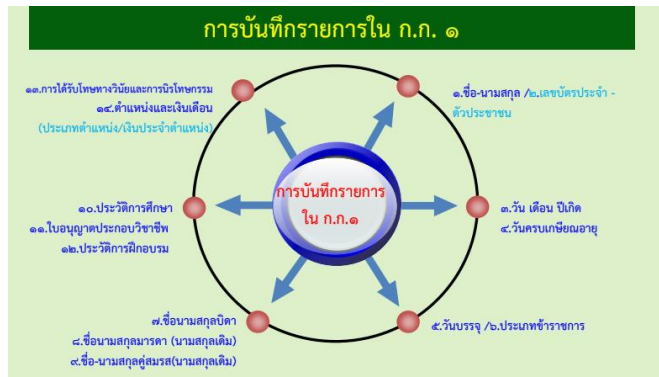 การบันทึกรายการใน ก.ก. ๑
๑.ชื่อ-นามสกุล /๒.เลขบัตรประจำ -
ตัวประชาชน
๓.วัน เดือน ปีเกิด
๔.วันครบเกษียณอายุ
๕.วันบรรจุ /๖.ประเภทข้าราชการ
๗.ชื่อนามสกุลบิดา
๘.ชื่อนามสกุลมารดา (นามสกุลเดิม)
๙.ชื่อ-นามสกุลคู่สมรส(นามสกุลเดิม)
๑๐.ประวัติการศึกษา
๑๑.ใบอนุญาตประกอบวิชาชีพ
๑๒.ประวัติการฝึกอบรม
๑๓.การได้รับโทษทางวินัยและการนิรโทษกรรม
๑๔.ตำแหน่งและเงินเดือน
(ประเภทตำแหน่ง/เงินประจำตำแหน่ง)
การบันทึกรายการ
ใน ก.ก.๑